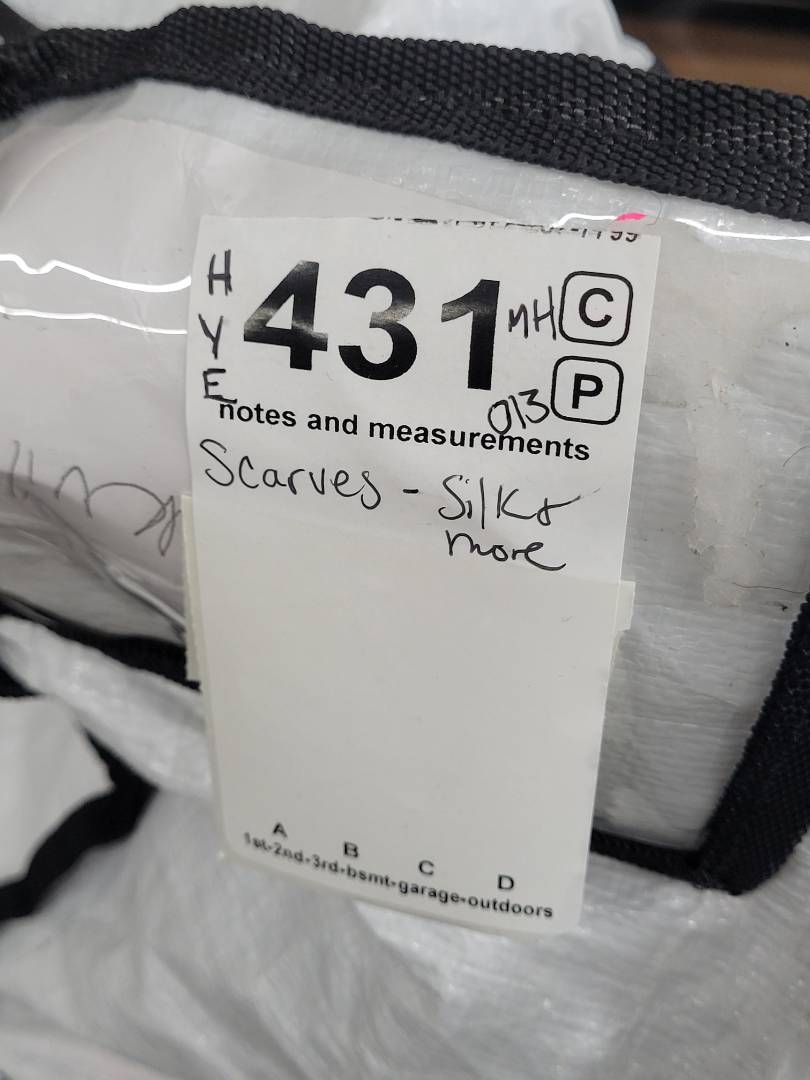 H
Y
E
431
MH
C
P
013
notes and measurements
Scarves - Silk &
more
A B C D
1st-2nd-3rd-bsmt-garage-outdoors